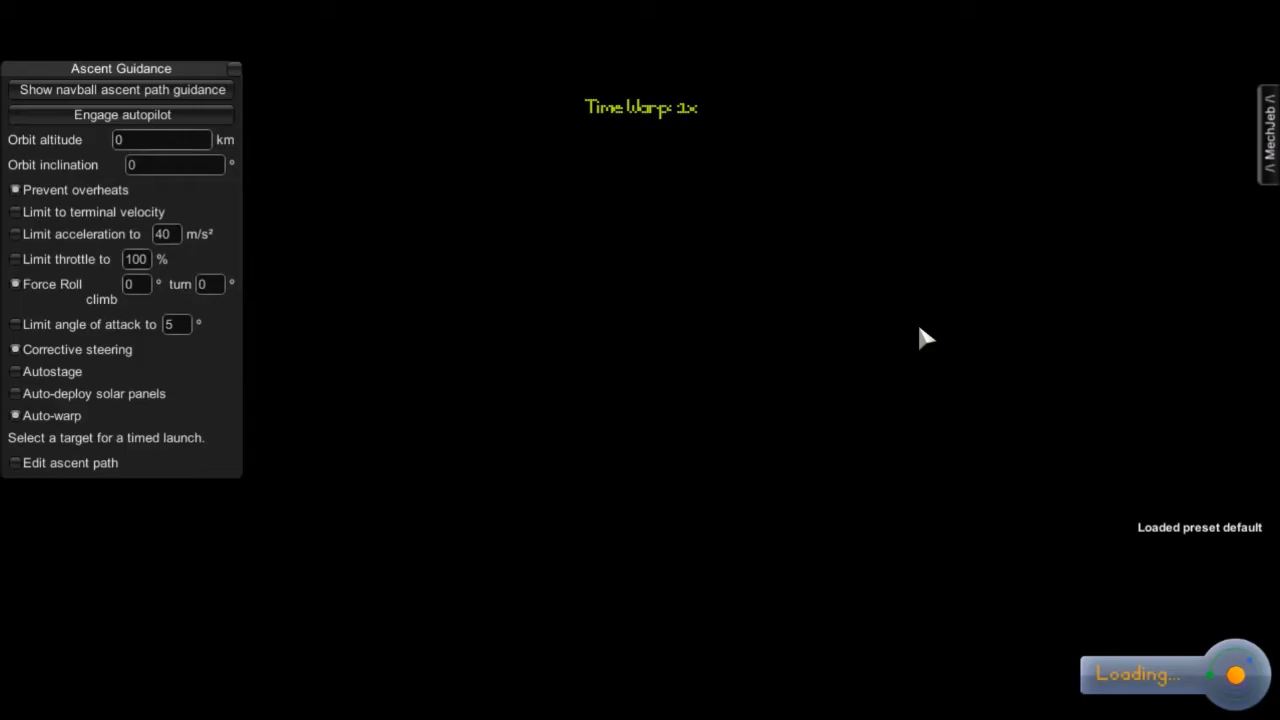 Ascent Guidance
Show navball ascent path guidance
Engage autopilot
Orbit altitude 0 km
Orbit inclination 0 °
Prevent overheats
Limit to terminal velocity
Limit acceleration to 40 m/s²
Limit throttle to 100 %
Force Roll climb 0 ° turn 0 °
Limit angle of attack to 5 °
Corrective steering
Autostage
Auto-deploy solar panels
Auto-warp
Select a target for a timed launch.
Edit ascent path
Time Warp: 1x
/\ MechJeb /\
Loaded preset default
Loading...